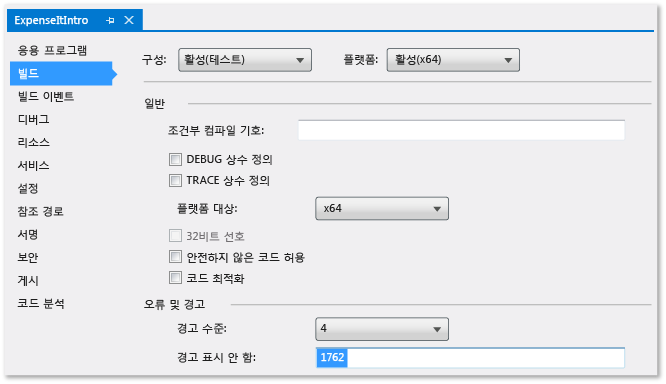 ExpenseItIntro
응용 프로그램
빌드
빌드 이벤트
디버그
리소스
서비스
설정
참조 경로
서명
보안
게시
코드 분석
구성: 활성(테스트) 플랫폼: 활성(x64)
일반
조건부 컴파일 기호:
DEBUG 상수 정의
TRACE 상수 정의
플랫폼 대상: x64
32비트 선호
안전하지 않은 코드 허용
코드 최적화
오류 및 경고
경고 수준: 4
경고 표시 안 함: 1762